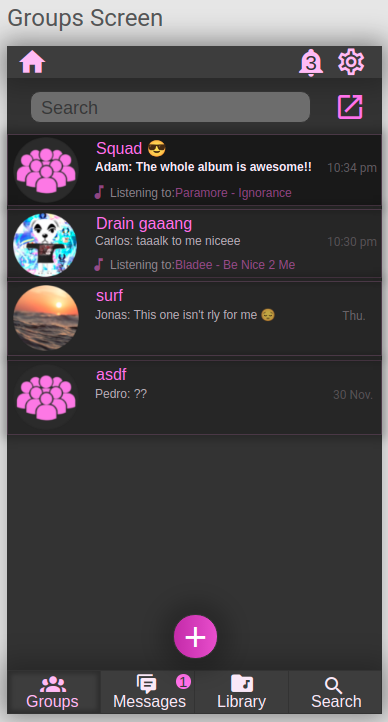 Groups Screen
3
Search
Squad 😎
Adam: The whole album is awesome!! 10:34 pm
Listening to:Paramore - Ignorance
Drain gaaang
Carlos: taaalk to me niceee 10:30 pm
Listening to:Bladee - Be Nice 2 Me
surf
Jonas: This one isn't rly for me 😔 Thu.
asdf
Pedro: ?? 30 Nov.
+
1
Groups Messages Library Search